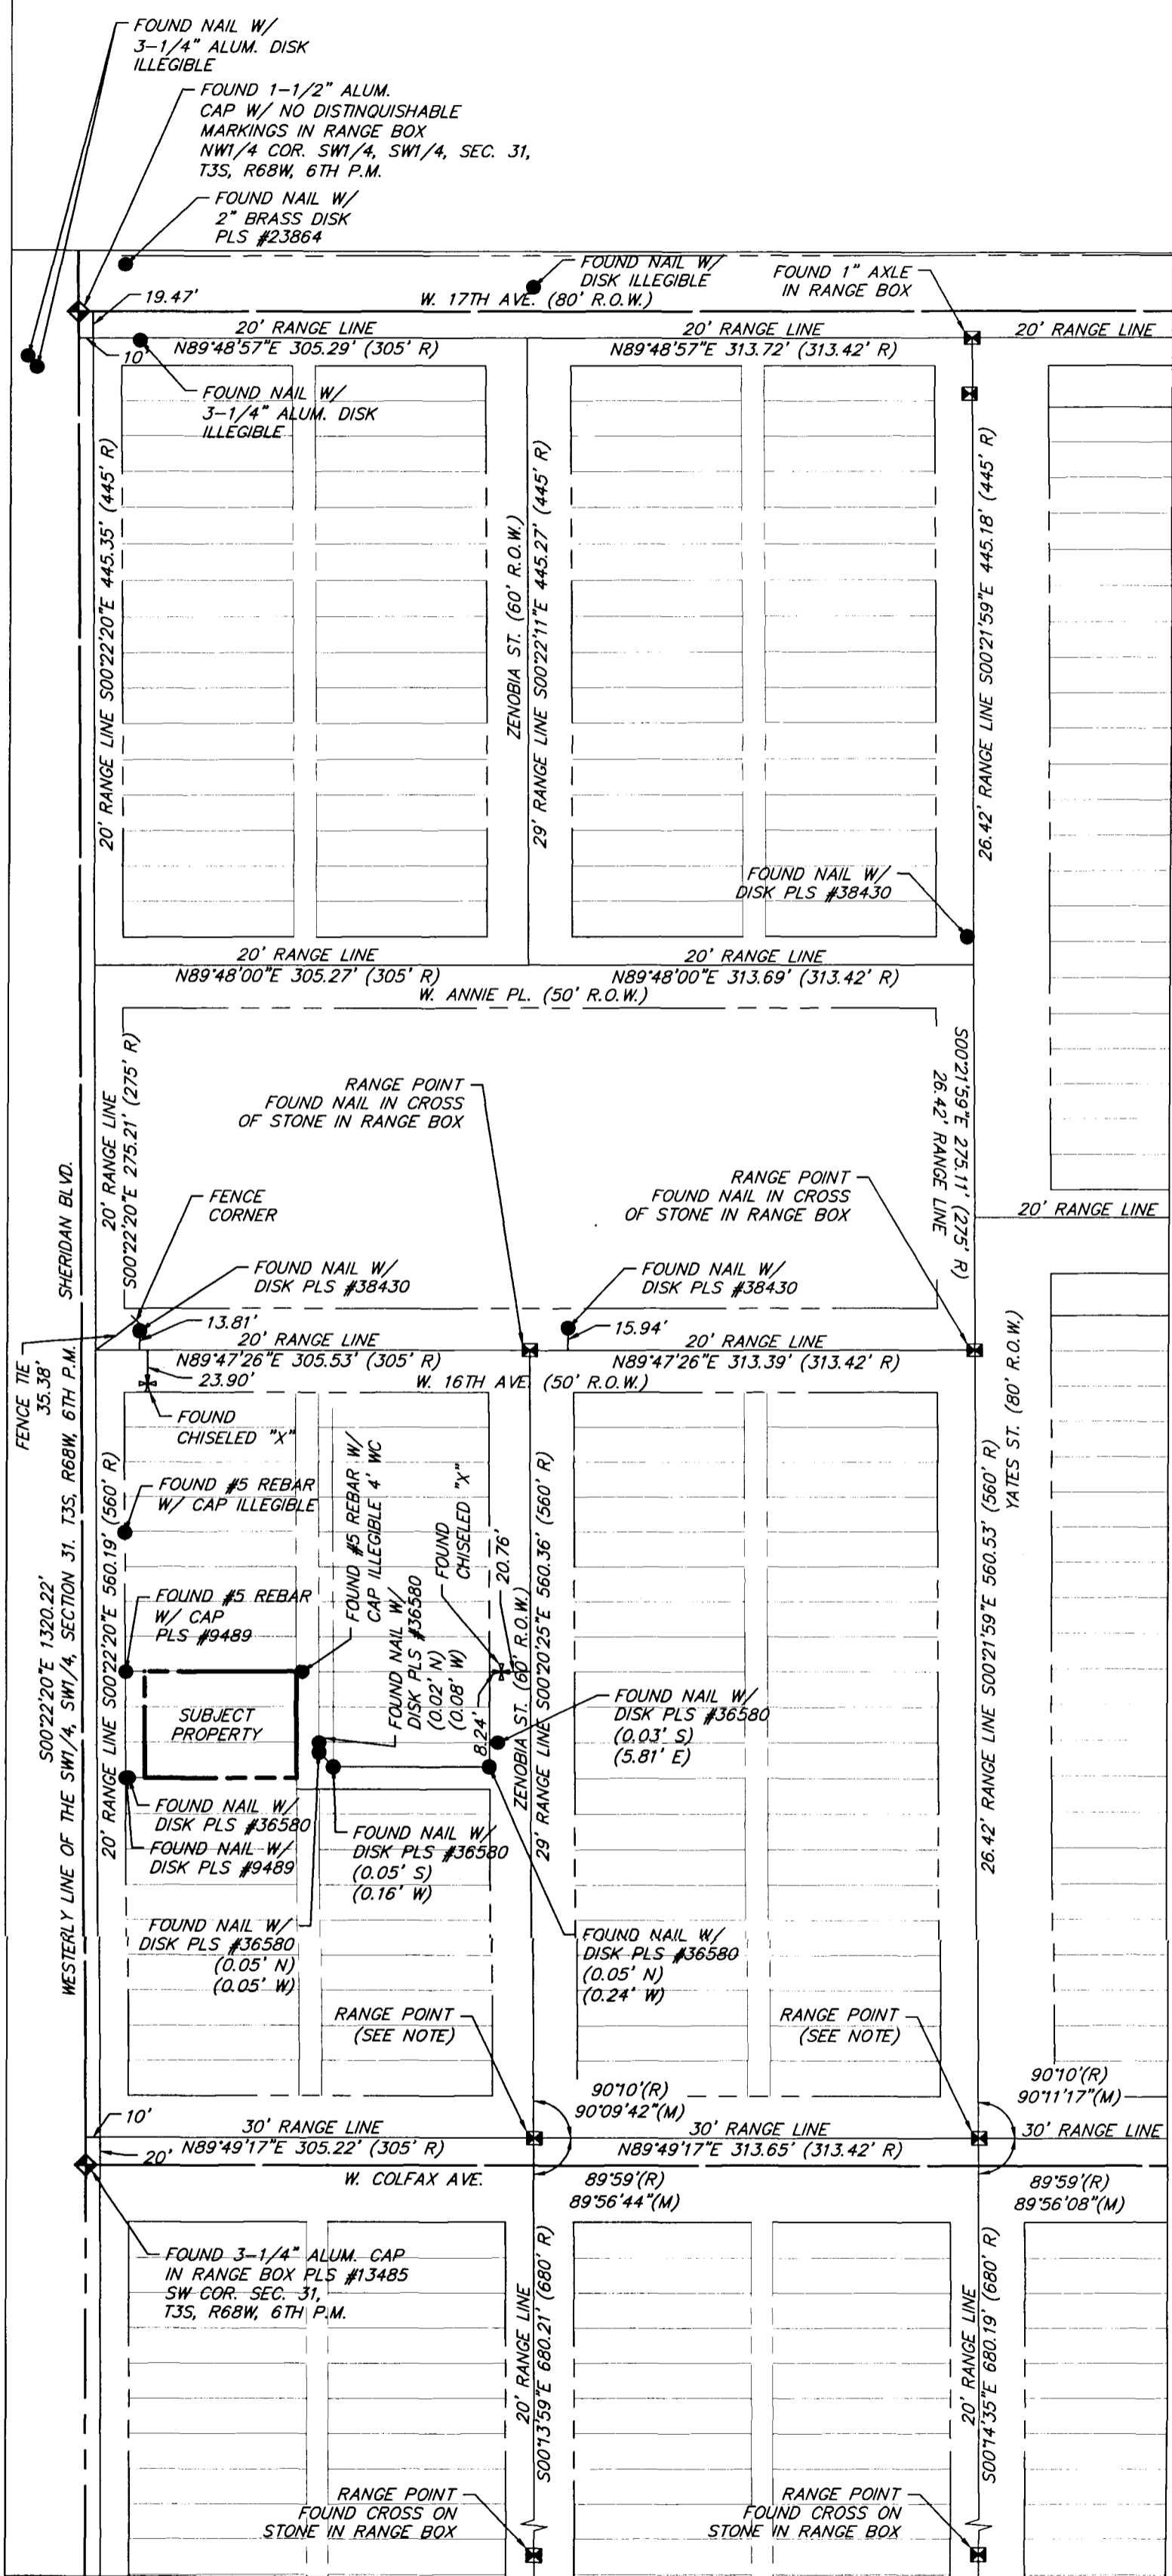 FOUND NAIL W/
3-1/4" ALUM. DISK
ILLEGIBLE
FOUND 1-1/2" ALUM.
CAP W/ NO DISTINQUISHABLE
MARKINGS IN RANGE BOX
NW1/4 COR. SW1/4, SW1/4, SEC. 31,
T3S, R68W, 6TH P.M.
FOUND NAIL W/
2" BRASS DISK
PLS #23864
FOUND NAIL W/
DISK ILLEGIBLE
FOUND 1" AXLE
IN RANGE BOX
19.47'
W. 17TH AVE. (80' R.O.W.)
20' RANGE LINE
20' RANGE LINE
20' RANGE LINE
10'
N89°48'57"E 305.29' (305' R)
N89°48'57"E 313.72' (313.42' R)
FOUND NAIL W/
3-1/4" ALUM. DISK
ILLEGIBLE
20' RANGE LINE S00°22'20"E 445.35' (445' R)
ZENOBIA ST. (60' R.O.W.)
29' RANGE LINE S00°22'11"E 445.27' (445' R)
26.42' RANGE LINE S00°21'59"E 445.18' (445' R)
FOUND NAIL W/
DISK PLS #38430
20' RANGE LINE
20' RANGE LINE
N89°48'00"E 305.27' (305' R)
N89°48'00"E 313.69' (313.42' R)
W. ANNIE PL. (50' R.O.W.)
20' RANGE LINE
S00°22'20"E 275.21' (275' R)
RANGE POINT
FOUND NAIL IN CROSS
OF STONE IN RANGE BOX
S00°21'59"E 275.11' (275' R)
26.42' RANGE LINE
RANGE POINT
FOUND NAIL IN CROSS
OF STONE IN RANGE BOX
20' RANGE LINE
SHERIDAN BLVD.
FENCE
CORNER
FOUND NAIL W/
DISK PLS #38430
FOUND NAIL W/
DISK PLS #38430
13.81'
15.94'
20' RANGE LINE
20' RANGE LINE
N89°47'26"E 305.53' (305' R)
N89°47'26"E 313.39' (313.42' R)
FENCE TIE
35.38'
23.90'
W. 16TH AVE. (50' R.O.W.)
YATES ST. (80' R.O.W.)
FOUND
CHISELED "X"
FOUND #5 REBAR
W/ CAP ILLEGIBLE
FOUND #5 REBAR W/
CAP ILLEGIBLE 4' WC
FOUND
CHISELED "X"
20.76'
FOUND #5 REBAR
W/ CAP
PLS #9489
FOUND NAIL W/
DISK PLS #36580
(0.02' N)
(0.08' W)
S00°22'20"E 1320.22'
WESTERLY LINE OF THE SW1/4, SW1/4, SECTION 31. T3S, R68W, 6TH P.M.
20' RANGE LINE S00°22'20"E 560.19' (560' R)
SUBJECT
PROPERTY
8.24'
ZENOBIA ST. (60' R.O.W.)
29' RANGE LINE S00°20'25"E 560.36' (560' R)
26.42' RANGE LINE S00°21'59"E 560.53' (560' R)
FOUND NAIL W/
DISK PLS #36580
(0.03' S)
(5.81' E)
FOUND NAIL W/
DISK PLS #36580
FOUND NAIL W/
DISK PLS #9489
FOUND NAIL W/
DISK PLS #36580
(0.05' S)
(0.16' W)
FOUND NAIL W/
DISK PLS #36580
(0.05' N)
(0.05' W)
FOUND NAIL W/
DISK PLS #36580
(0.05' N)
(0.24' W)
RANGE POINT
(SEE NOTE)
RANGE POINT
(SEE NOTE)
90°10'(R)
90°09'42"(M)
90°10'(R)
90°11'17"(M)
10'
30' RANGE LINE
30' RANGE LINE
30' RANGE LINE
20'
N89°49'17"E 305.22' (305' R)
N89°49'17"E 313.65' (313.42' R)
W. COLFAX AVE.
89°59'(R)
89°56'44"(M)
89°59'(R)
89°56'08"(M)
FOUND 3-1/4" ALUM. CAP
IN RANGE BOX PLS #13485
SW COR. SEC. 31,
T3S, R68W, 6TH P.M.
20' RANGE LINE
S00°13'59"E 680.21' (680' R)
20' RANGE LINE
S00°14'35"E 680.19' (680' R)
RANGE POINT
FOUND CROSS ON
STONE IN RANGE BOX
RANGE POINT
FOUND CROSS ON
STONE IN RANGE BOX